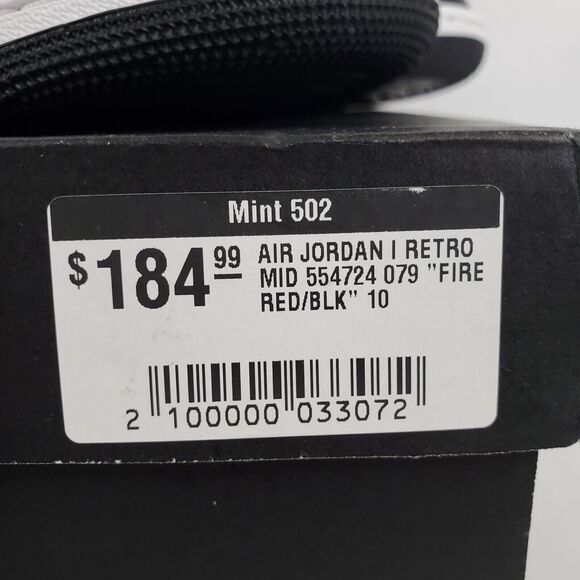 Mint 502
$184.99 AIR JORDAN I RETRO
MID 554724 079 "FIRE
RED/BLK" 10
2 100000 033072